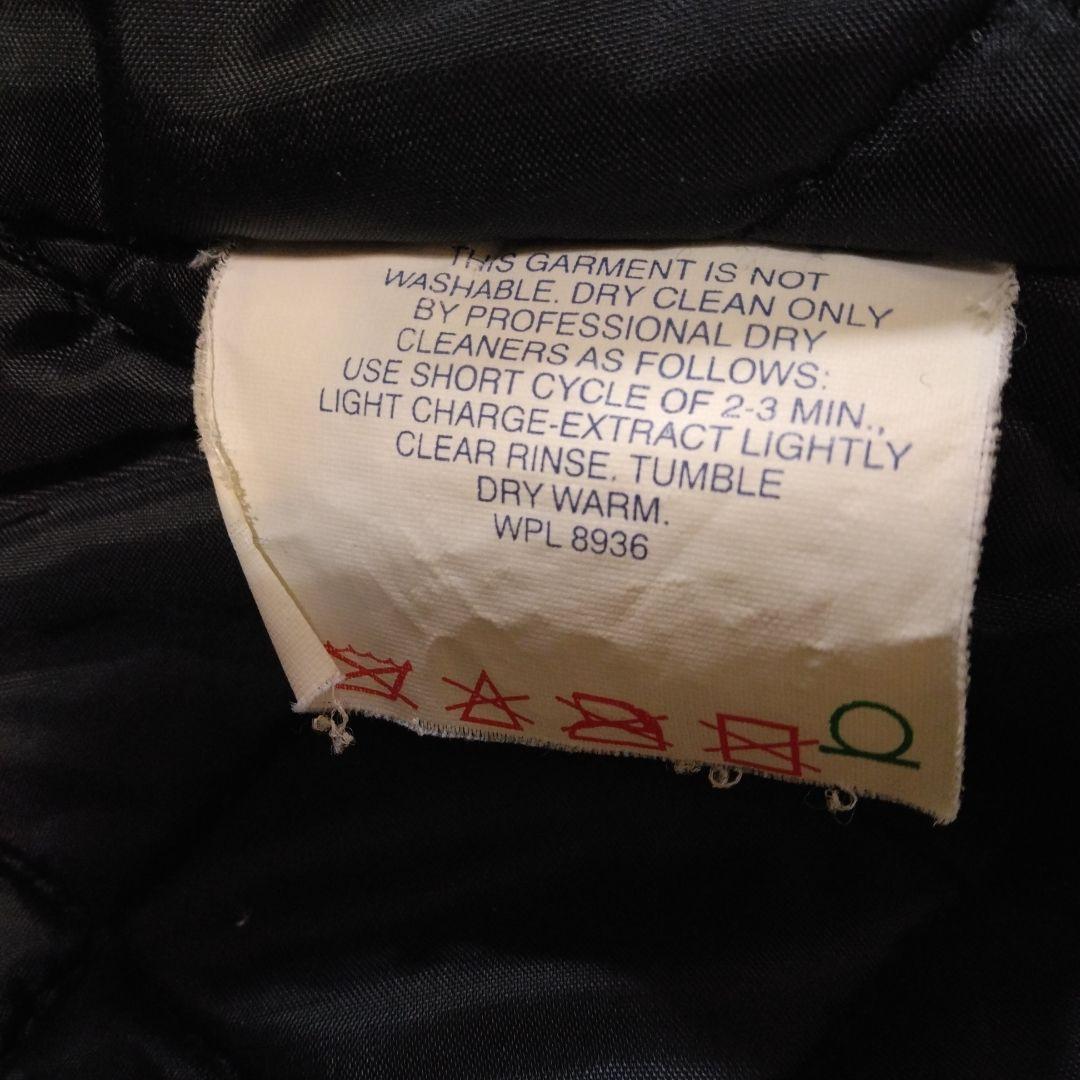 THIS GARMENT IS NOT
WASHABLE. DRY CLEAN ONLY
BY PROFESSIONAL DRY
CLEANERS AS FOLLOWS:
USE SHORT CYCLE OF 2-3 MIN.,
LIGHT CHARGE-EXTRACT LIGHTLY
CLEAR RINSE. TUMBLE
DRY WARM.
WPL 8936